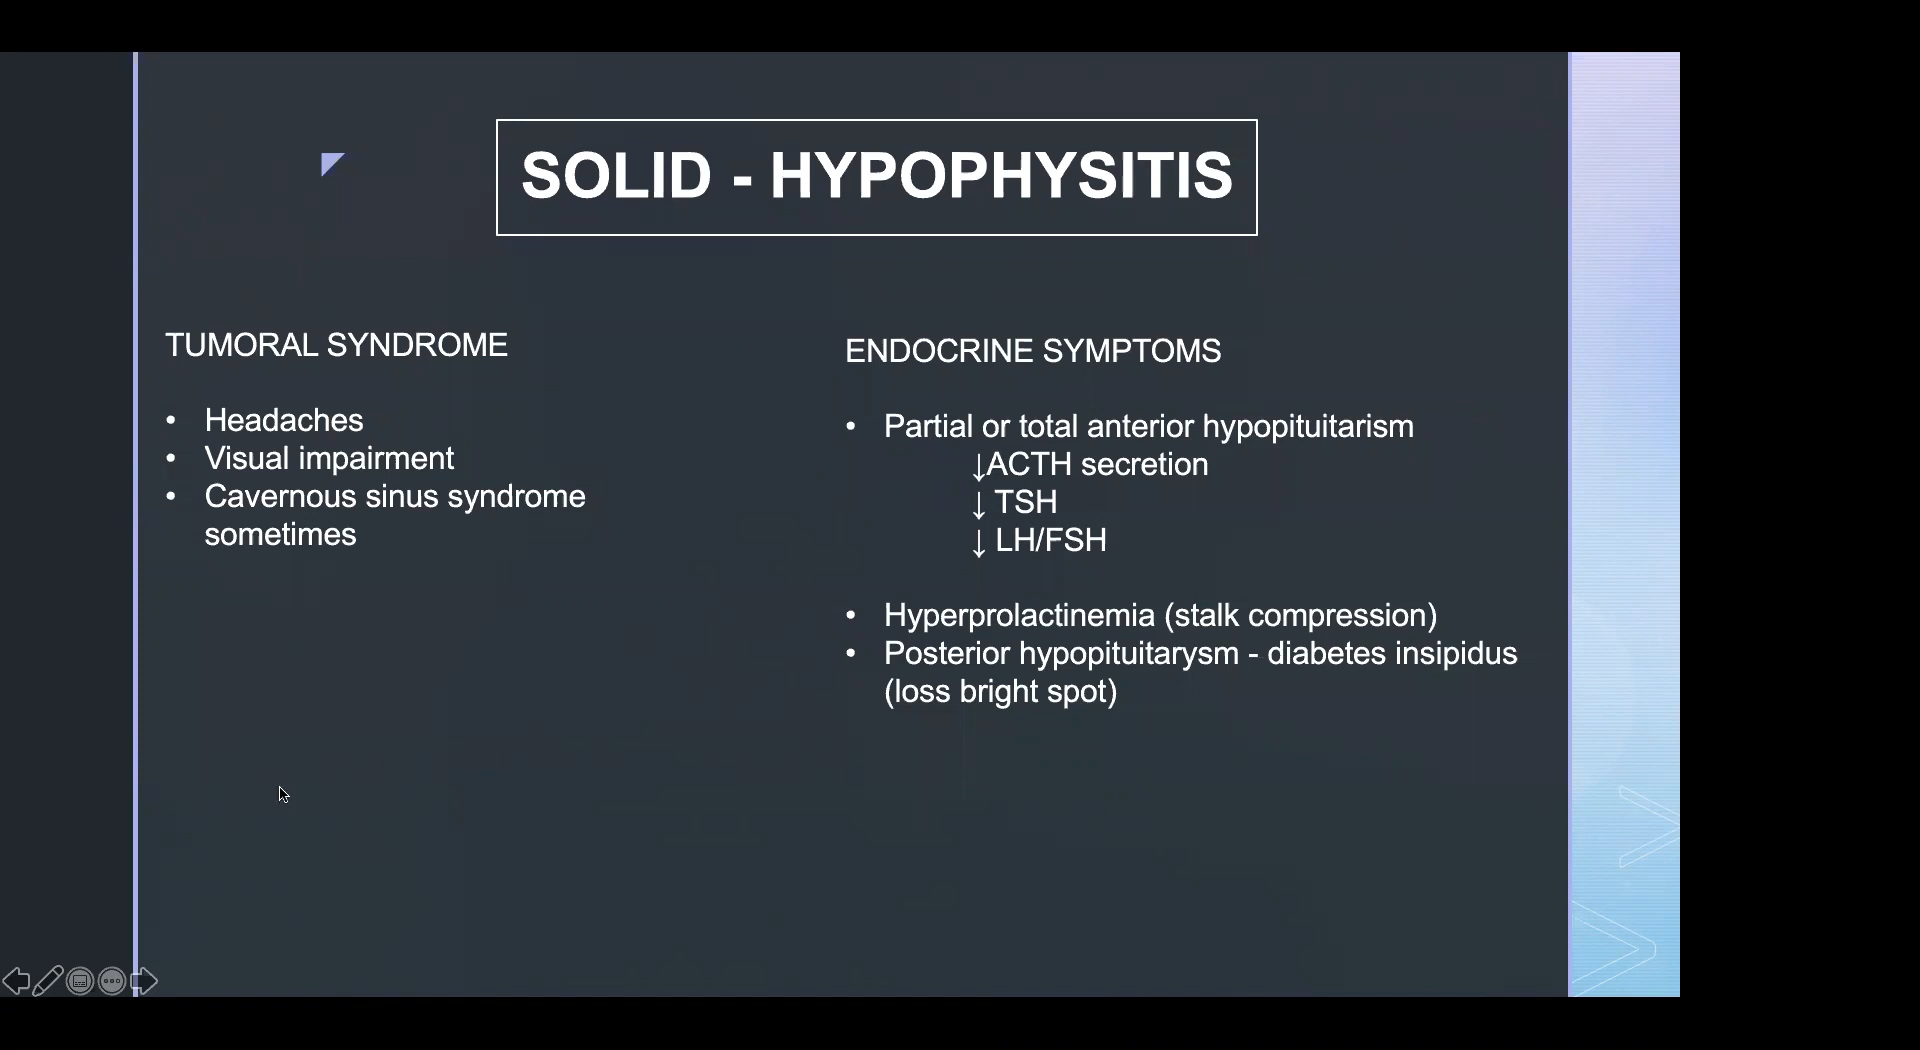 SOLID - HYPOPHYSITIS
TUMORAL SYNDROME
• Headaches
• Visual impairment
• Cavernous sinus syndrome
sometimes
ENDOCRINE SYMPTOMS
• Partial or total anterior hypopituitarism
↓ACTH secretion
↓ TSH
↓ LH/FSH
• Hyperprolactinemia (stalk compression)
• Posterior hypopituitarysm - diabetes insipidus
(loss bright spot)